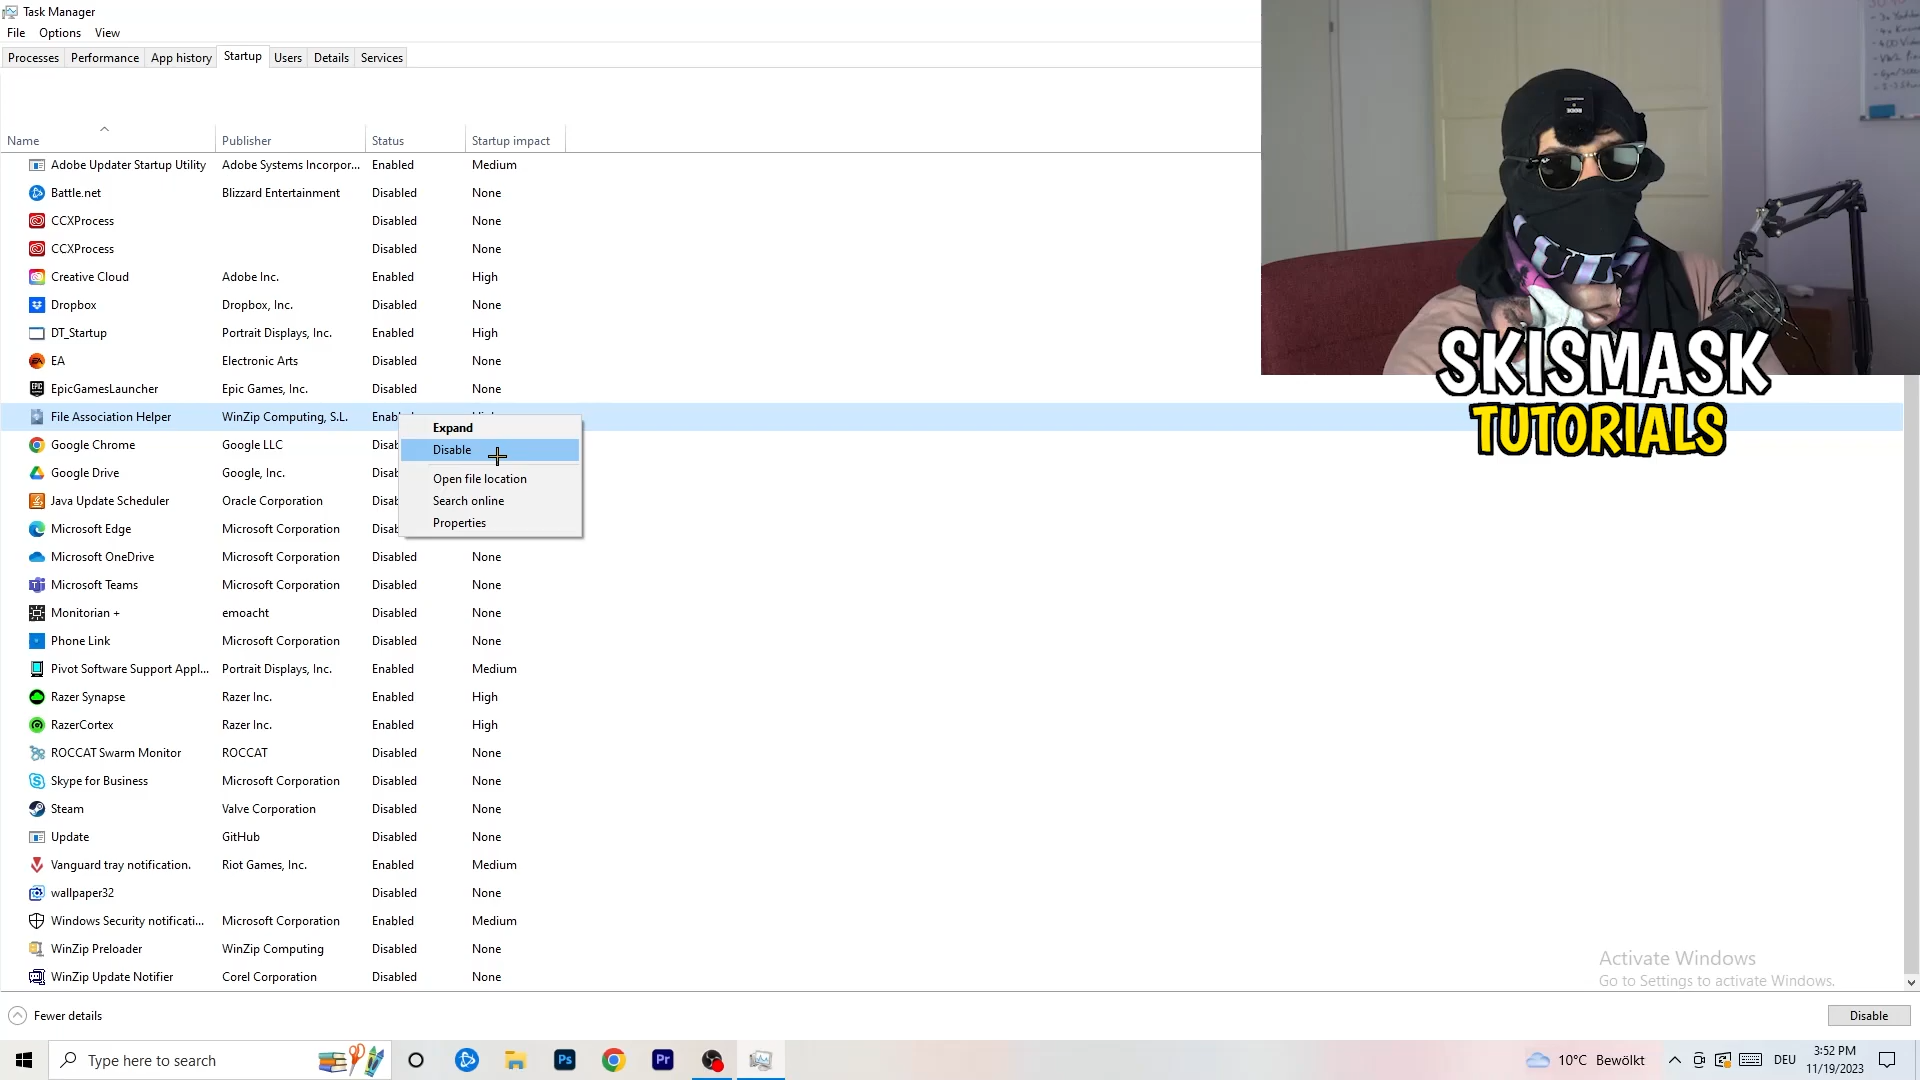 Task Manager
File Options View
Processes Performance App history Startup Users Details Services
Name Publisher Status Startup impact
Adobe Updater Startup Utility Adobe Systems Incorpor... Enabled Medium
Battle.net Blizzard Entertainment Disabled None
CCXProcess Disabled None
CCXProcess Disabled None
Creative Cloud Adobe Inc. Enabled High
Dropbox Dropbox, Inc. Disabled None
DT_Startup Portrait Displays, Inc. Enabled High
EA Electronic Arts Disabled None
EpicGamesLauncher Epic Games, Inc. Disabled None
File Association Helper WinZip Computing, S.L.
Google Chrome Google LLC
Google Drive Google, Inc.
Java Update Scheduler Oracle Corporation
Microsoft Edge Microsoft Corporation
Expand
Disable
Open file location
Search online
Properties
Microsoft OneDrive Microsoft Corporation Disabled None
Microsoft Teams Microsoft Corporation Disabled None
Monitorian + emoacht Disabled None
Phone Link Microsoft Corporation Disabled None
Pivot Software Support Appl... Portrait Displays, Inc. Enabled Medium
Razer Synapse Razer Inc. Enabled High
RazerCortex Razer Inc. Enabled High
ROCCAT Swarm Monitor ROCCAT Disabled None
Skype for Business Microsoft Corporation Disabled None
Steam Valve Corporation Disabled None
Update GitHub Disabled None
Vanguard tray notification. Riot Games, Inc. Enabled Medium
wallpaper32 Disabled None
Windows Security notificati... Microsoft Corporation Enabled Medium
WinZip Preloader WinZip Computing Disabled None
WinZip Update Notifier Corel Corporation Disabled None
SKISMASK
TUTORIALS
Activate Windows
Go to Settings to activate Windows.
Fewer details Disable
Type here to search
Ps
Pr
10°C Bewölkt
DEU
3:52 PM
11/19/2023